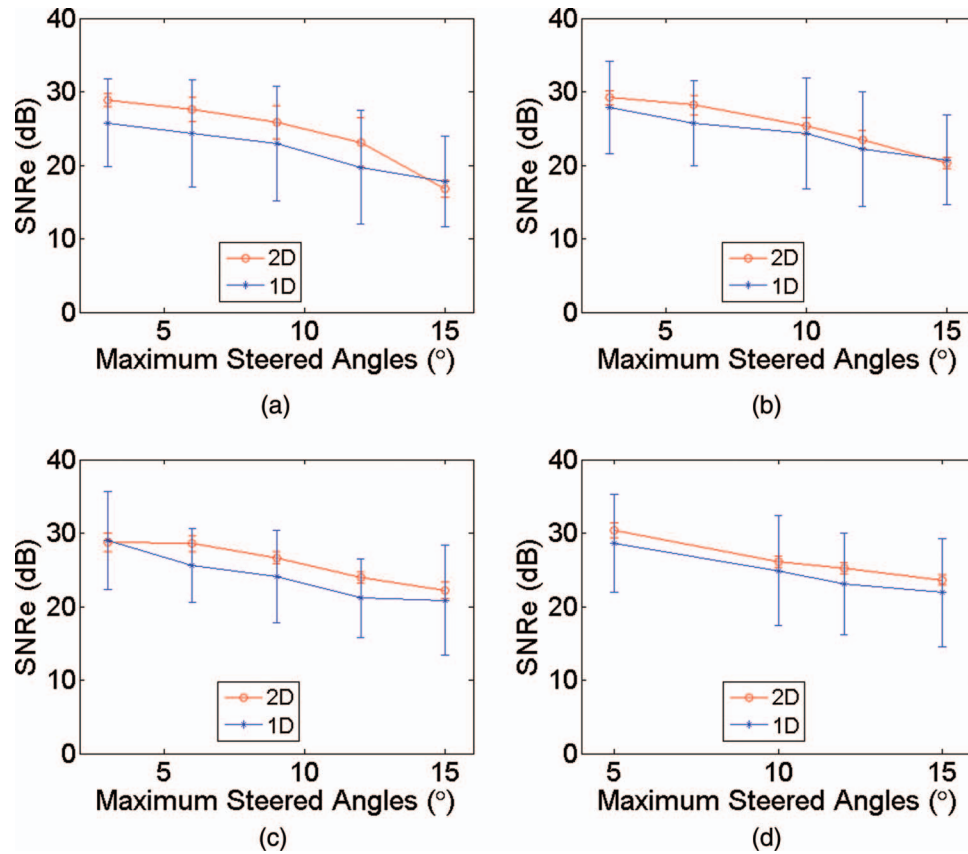 40
30
20
10
0
SNRe (dB)
2D
1D
5 10 15
Maximum Steered Angles (°)
(a)
40
30
20
10
0
SNRe (dB)
2D
1D
5 10 15
Maximum Steered Angles (°)
(b)
40
30
20
10
0
SNRe (dB)
2D
1D
5 10 15
Maximum Steered Angles (°)
(c)
40
30
20
10
0
SNRe (dB)
2D
1D
5 10 15
Maximum Steered Angles (°)
(d)